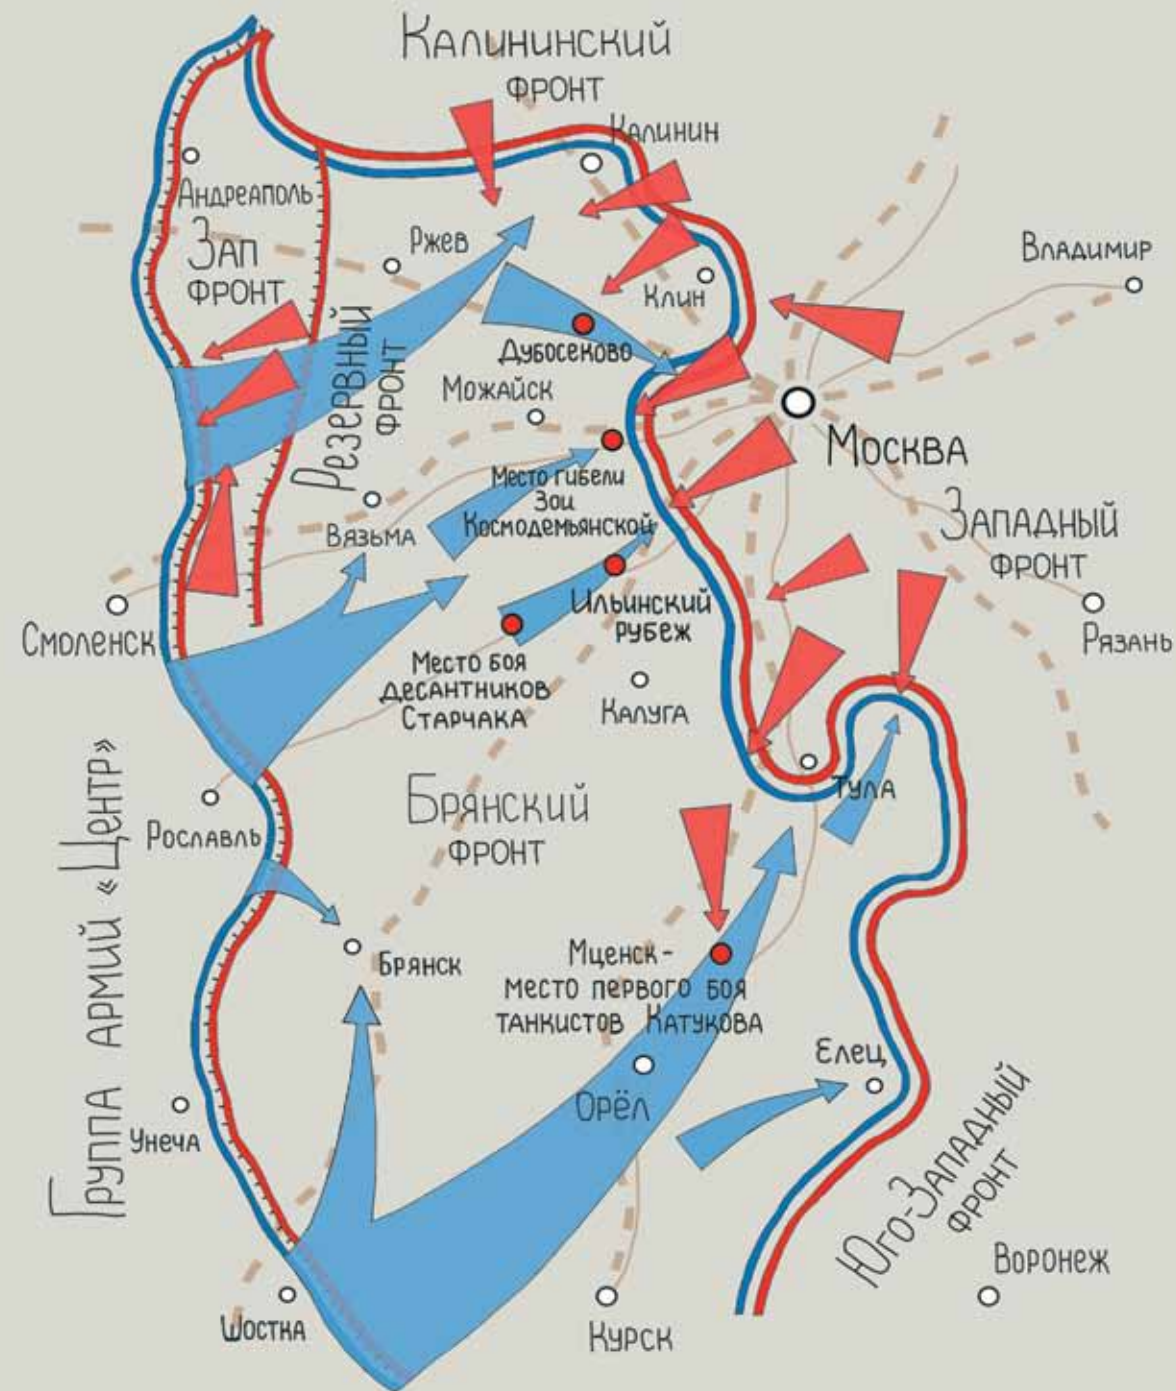 Калининский
фронт
Калинин
Андреаполь
Зап
фронт
Ржев
Владимир
Клин
Резервный
фронт
Дубосеково
Можайск
Москва
Место гибели
Зои
Космодемьянской
Вязьма
Западный
фронт
Смоленск
Ильинский
рубеж
Рязань
Место боя
десантников
Старчака
Калуга
Группа армий «Центр»
Брянский
фронт
Тула
Рославль
Брянск
Мценск-
место первого боя
танкистов Катукова
Елец
Орёл
Унеча
Юго-Западный
фронт
Воронеж
Шостка
Курск